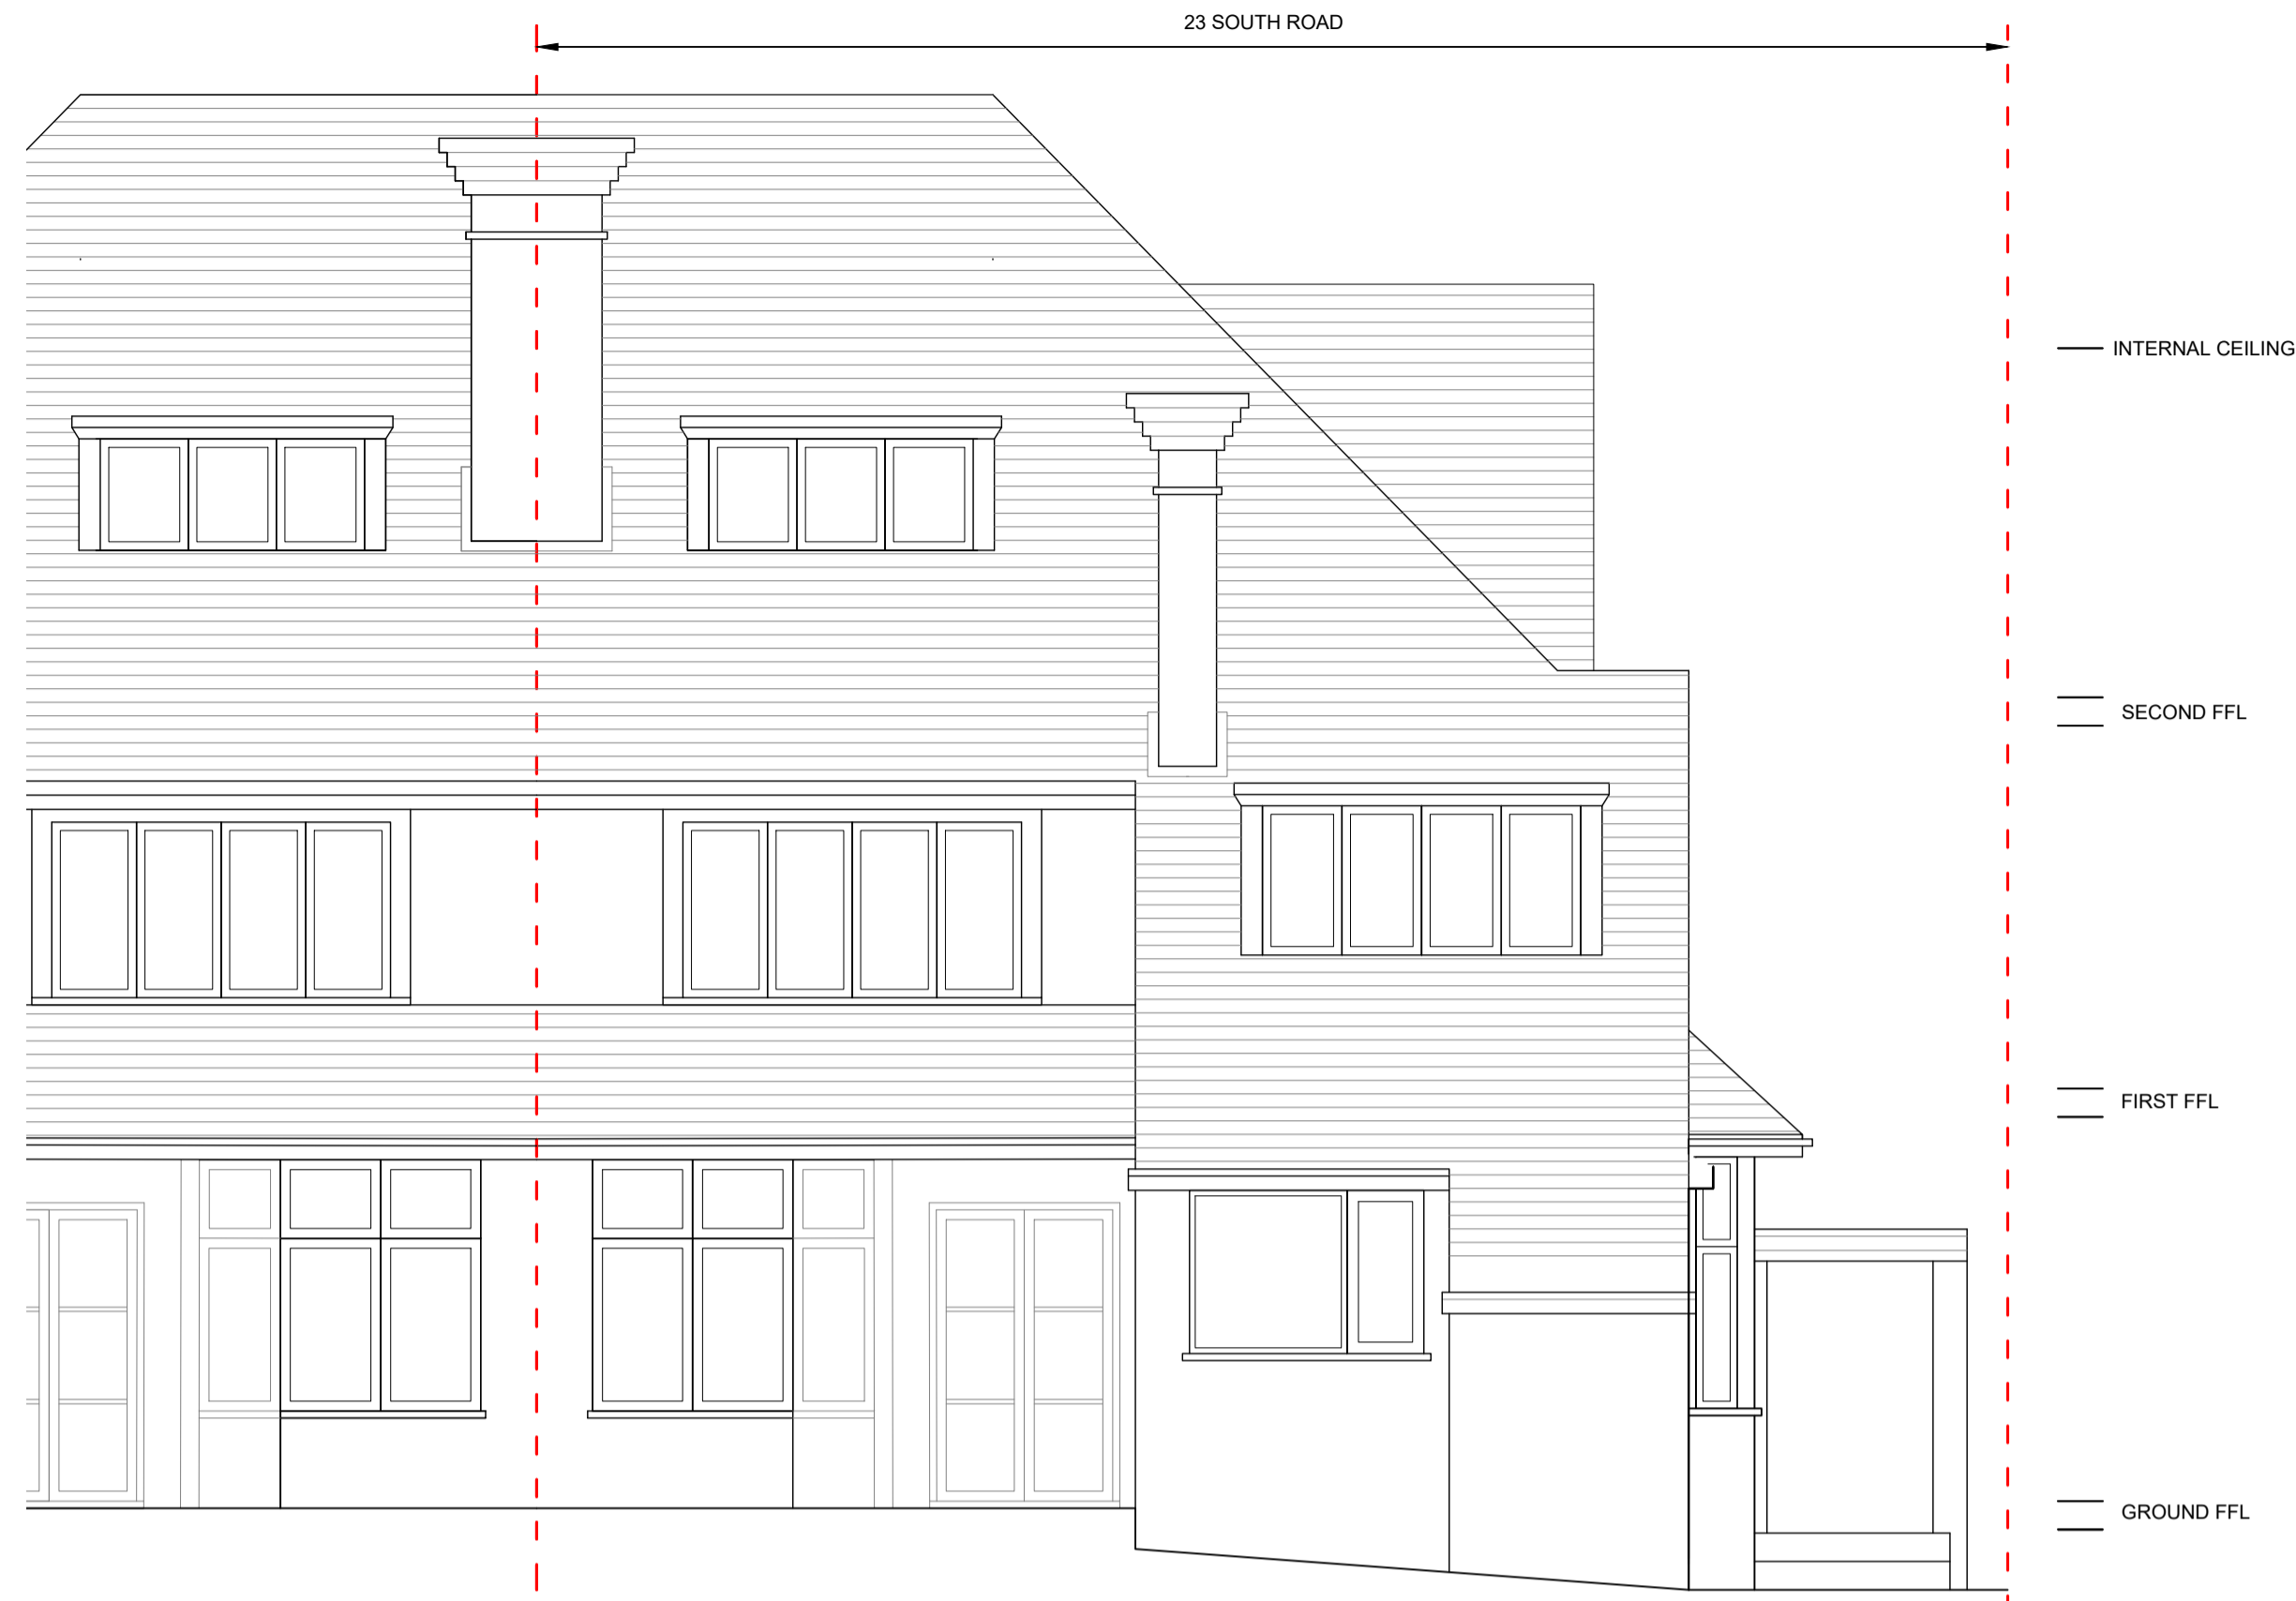 23 SOUTH ROAD
INTERNAL CEILING
SECOND FFL
FIRST FFL
GROUND FFL